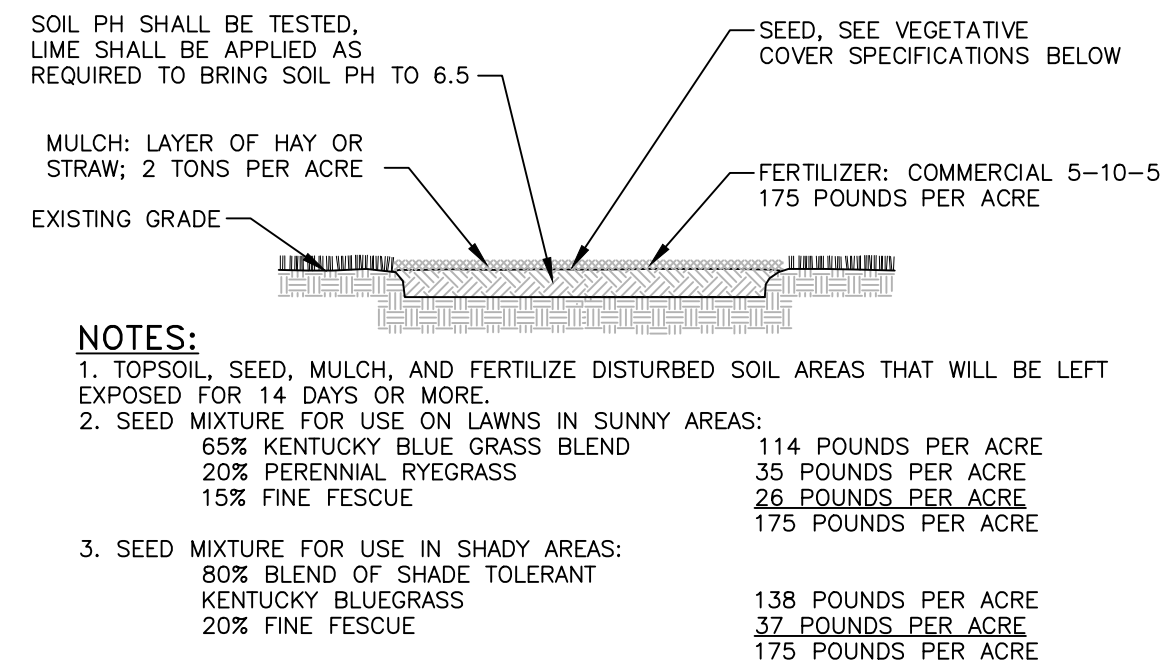 SOIL PH SHALL BE TESTED,
LIME SHALL BE APPLIED AS
REQUIRED TO BRING SOIL PH TO 6.5
SEED, SEE VEGETATIVE
COVER SPECIFICATIONS BELOW
MULCH: LAYER OF HAY OR
STRAW; 2 TONS PER ACRE
FERTILIZER: COMMERCIAL 5-10-5
175 POUNDS PER ACRE
EXISTING GRADE
NOTES:
1. TOPSOIL, SEED, MULCH, AND FERTILIZE DISTURBED SOIL AREAS THAT WILL BE LEFT
EXPOSED FOR 14 DAYS OR MORE.
2. SEED MIXTURE FOR USE ON LAWNS IN SUNNY AREAS:
65% KENTUCKY BLUE GRASS BLEND 114 POUNDS PER ACRE
20% PERENNIAL RYEGRASS 35 POUNDS PER ACRE
15% FINE FESCUE 26 POUNDS PER ACRE
175 POUNDS PER ACRE
3. SEED MIXTURE FOR USE IN SHADY AREAS:
80% BLEND OF SHADE TOLERANT
KENTUCKY BLUEGRASS 138 POUNDS PER ACRE
20% FINE FESCUE 37 POUNDS PER ACRE
175 POUNDS PER ACRE